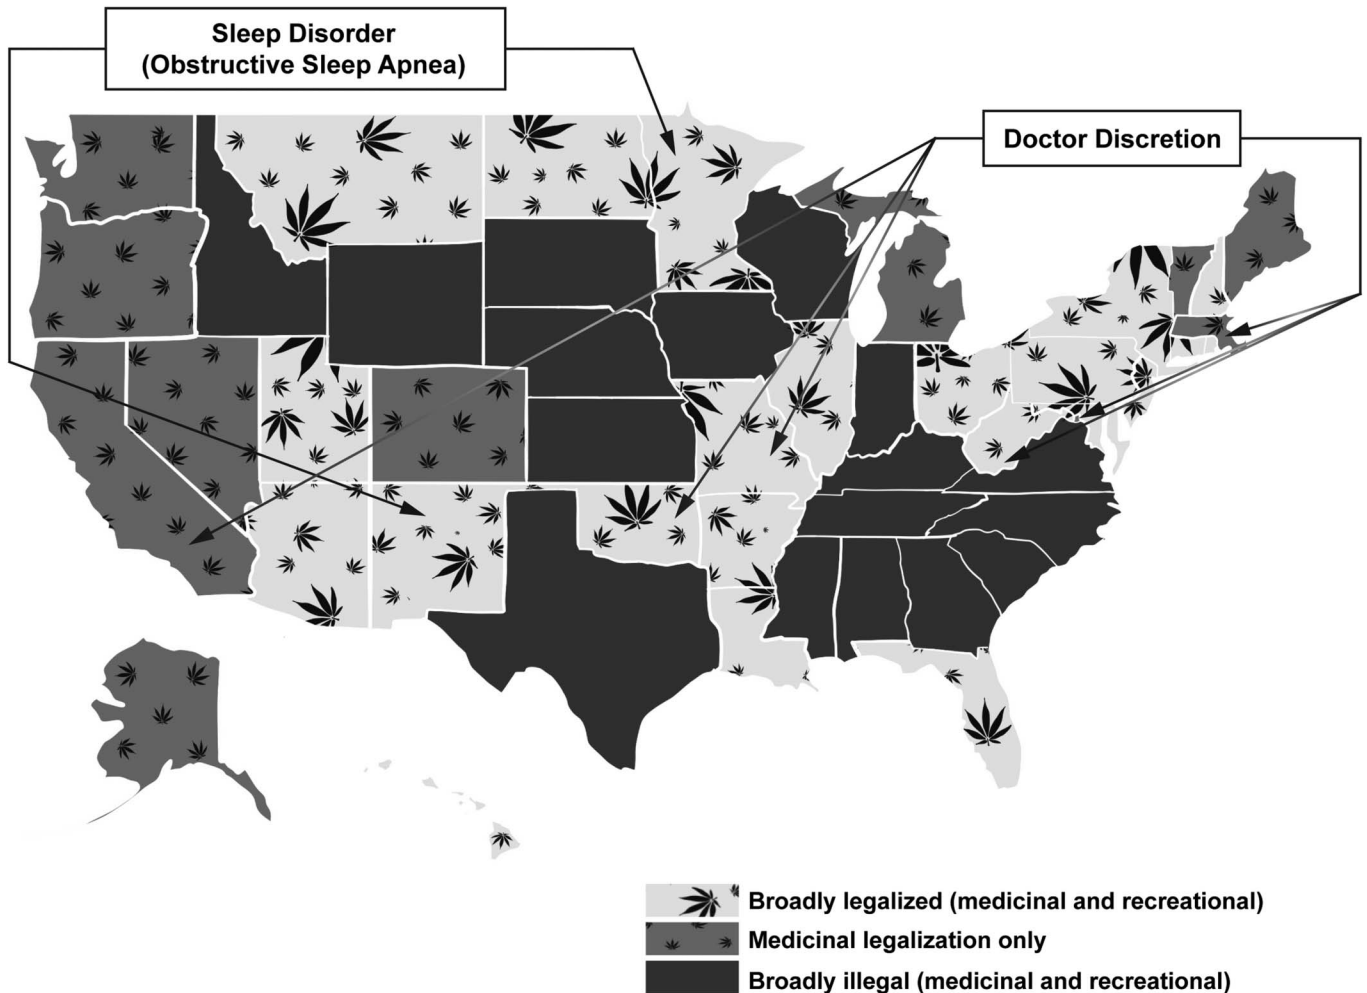 Sleep Disorder
(Obstructive Sleep Apnea)
Doctor Discretion
Broadly legalized (medicinal and recreational)
Medicinal legalization only
Broadly illegal (medicinal and recreational)